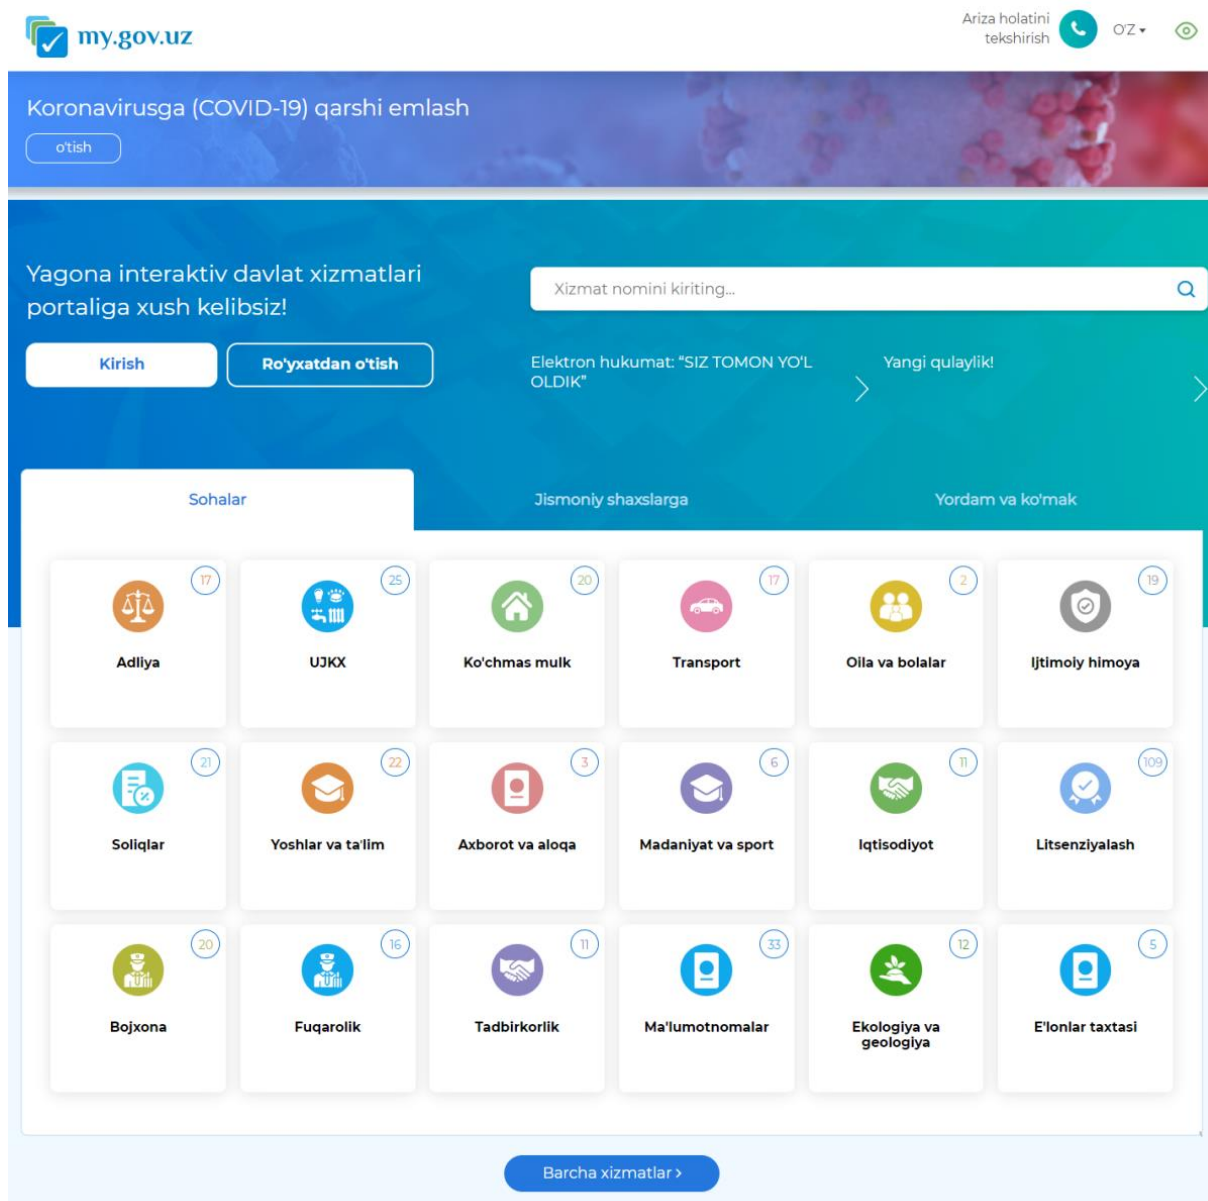 my.gov.uz
Ariza holatini
tekshirish
O'Z
Koronavirusga (COVID-19) qarshi emlash
o'tish
Yagona interaktiv davlat xizmatlari
portaliga xush kelibsiz!
Xizmat nomini kiriting...
Kirish
Ro'yxatdan o'tish
Elektron hukumat: “SIZ TOMON YO'L
OLDIK”
Yangi qulaylik!
Sohalar
Jismoniy shaxslarga
Yordam va ko'mak
17
Adliya
25
UJKX
20
Ko'chmas mulk
17
Transport
2
Oila va bolalar
19
Ijtimoiy himoya
21
Soliqlar
22
Yoshlar va ta'lim
3
Axborot va aloqa
6
Madaniyat va sport
11
Iqtisodiyot
109
Litsenziyalash
20
Bojxona
16
Fuqarolik
11
Tadbirkorlik
33
Ma'lumotnomalar
12
Ekologiya va
geologiya
5
E'lonlar taxtasi
Barcha xizmatlar >